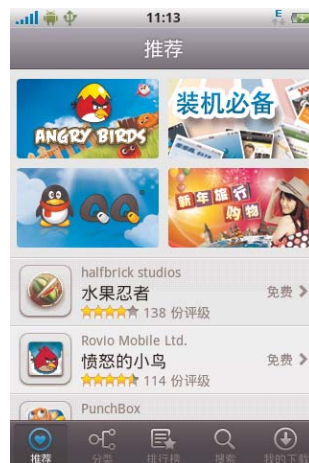 11:13
E
推荐
ANGRY BIRDS
装机必备
QQ
新年旅行
购物
halfbrick studios
水果忍者
138 份评级
免费
Rovio Mobile Ltd.
愤怒的小鸟
114 份评级
免费
PunchBox
推荐
分类
排行榜
搜索
我的下载